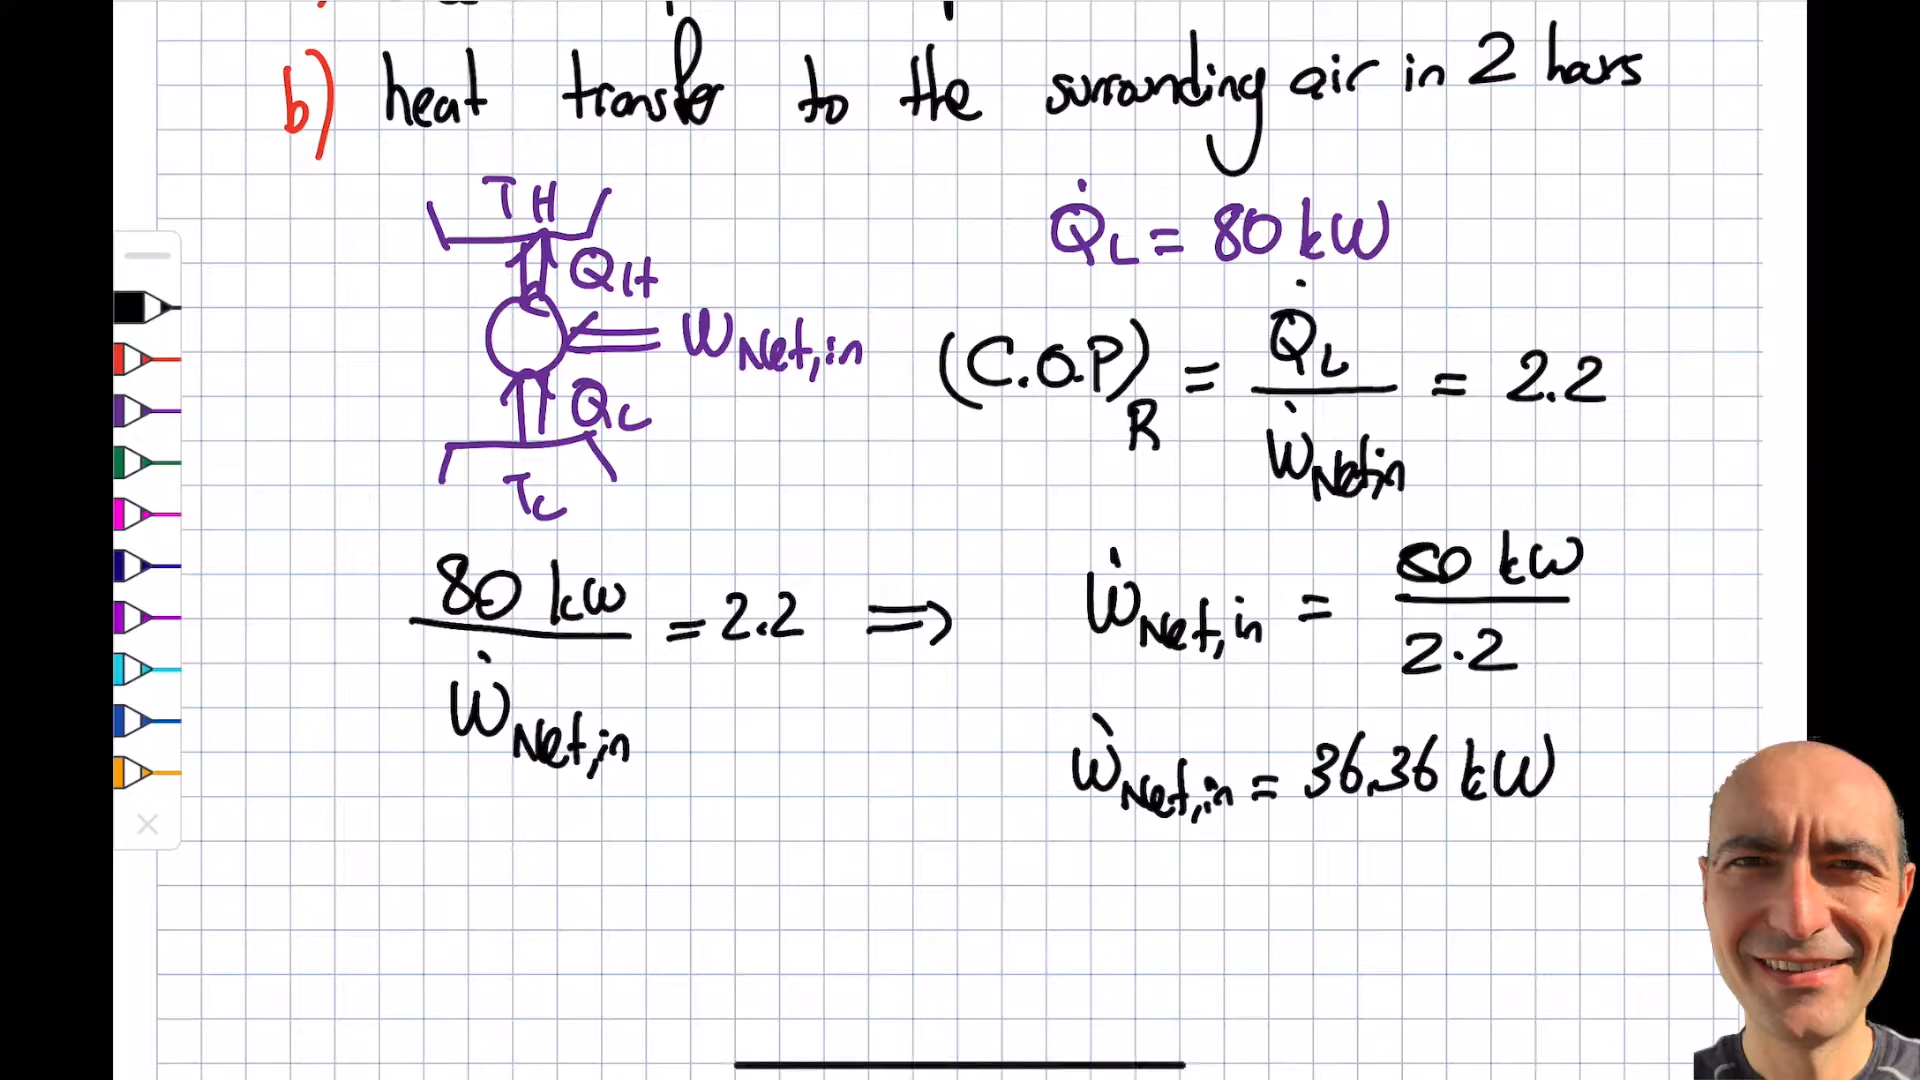 b) heat transfer to the surrounding air in 2 hours
TH
QH
WNet,in
QL
TL
Q̇L = 80 kW
(C.O.P)R = Q̇L / ẆNet,in = 2.2
80 kW / ẆNet,in = 2.2 ⇒ ẆNet,in = 80 kW / 2.2
ẆNet,in = 36.36 kW